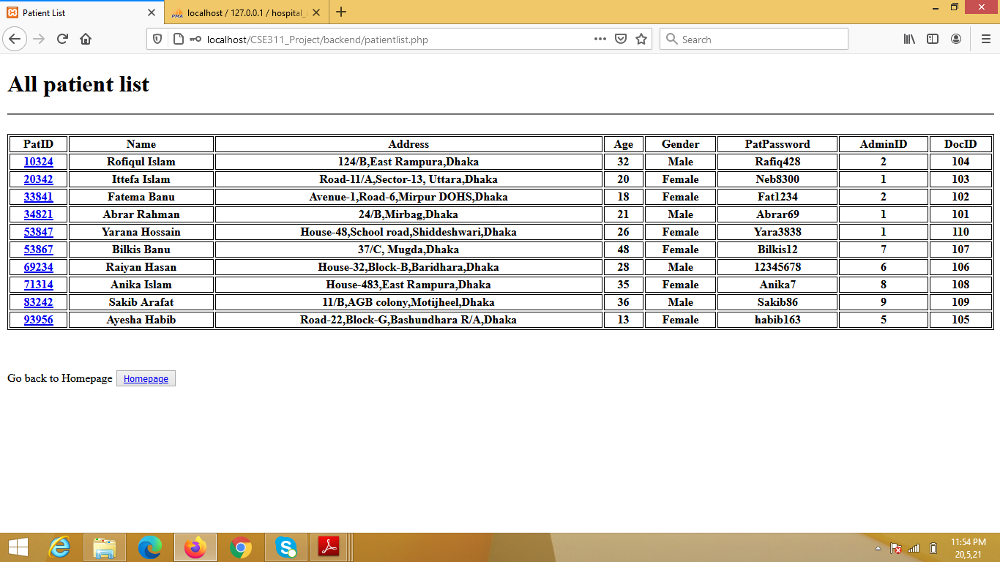 Patient List
localhost / 127.0.0.1 / hospital_
localhost/CSE311_Project/backend/patientlist.php
Search
All patient list
PatID Name Address Age Gender PatPassword AdminID DocID
10324 Rofiqul Islam 124/B,East Rampura,Dhaka 32 Male Rafiq428 2 104
20342 Ittefa Islam Road-11/A,Sector-13, Uttara,Dhaka 20 Female Neb8300 1 103
33841 Fatema Banu Avenue-1,Road-6,Mirpur DOHS,Dhaka 18 Female Fat1234 2 102
34821 Abrar Rahman 24/B,Mirbag,Dhaka 21 Male Abrar69 1 101
53847 Yarana Hossain House-48,School road,Shiddeshwari,Dhaka 26 Female Yara3838 1 110
53867 Bilkis Banu 37/C, Mugda,Dhaka 48 Female Bilkis12 7 107
69234 Raiyan Hasan House-32,Block-B,Baridhara,Dhaka 28 Male 12345678 6 106
71314 Anika Islam House-483,East Rampura,Dhaka 35 Female Anika7 8 108
83242 Sakib Arafat 11/B,AGB colony,Motijheel,Dhaka 36 Male Sakib86 9 109
93956 Ayesha Habib Road-22,Block-G,Bashundhara R/A,Dhaka 13 Female habib163 5 105
Go back to Homepage Homepage
11:54 PM
20,5,21